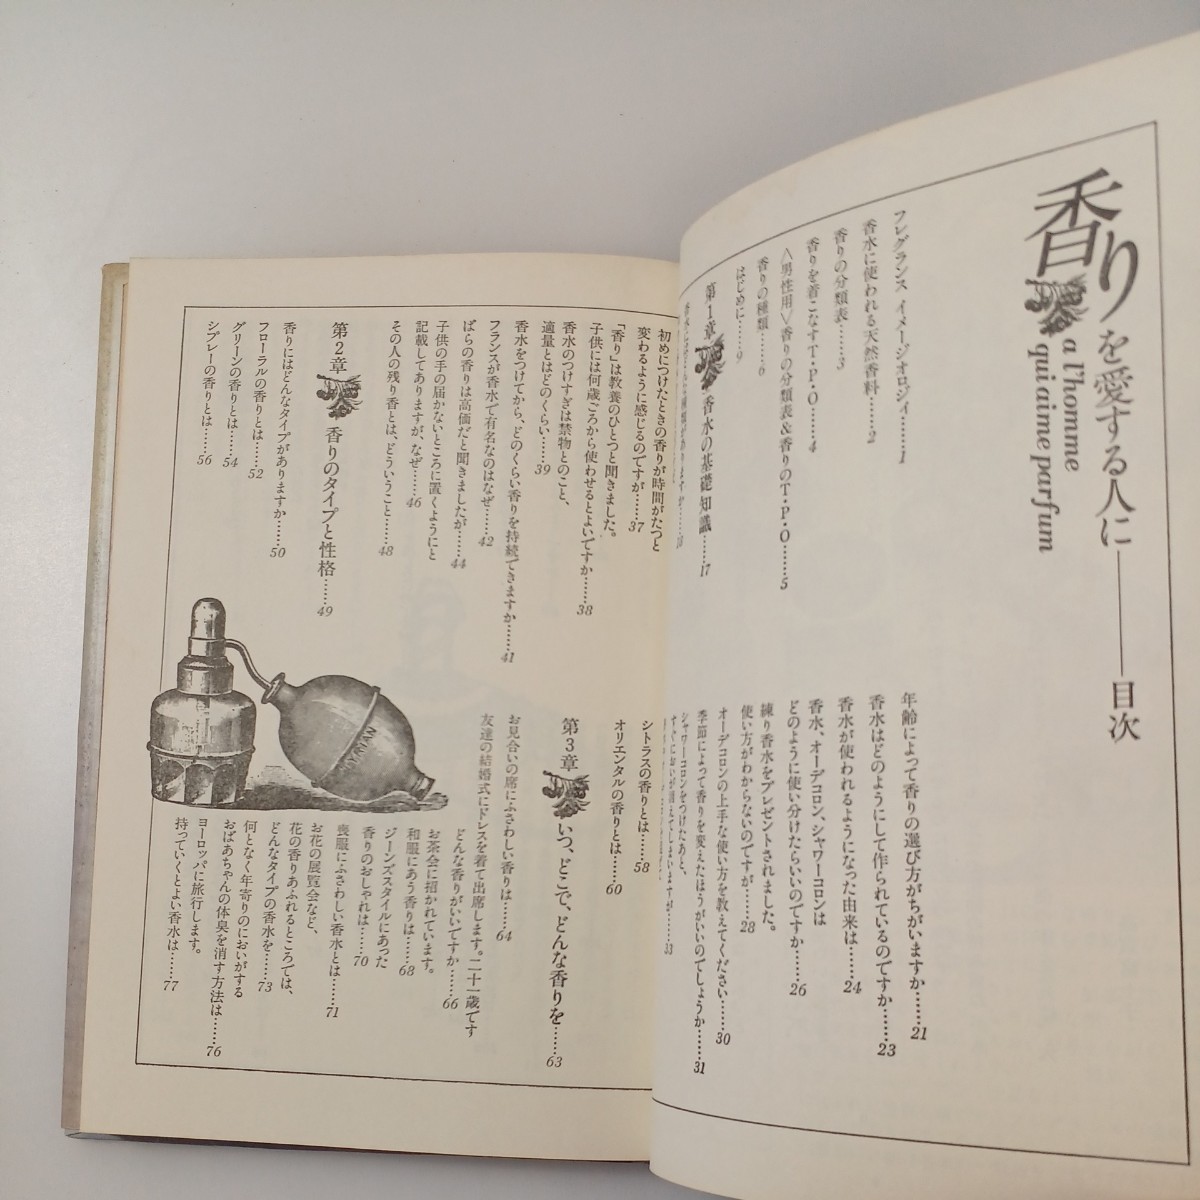 香りを愛する人に――目次
a l'homme
qui aime parfum
フレグランス イメージオロジィ……1
香水に使われる天然香料……2
香りの分類表……3
香りを着こなすT・P・O……4
〈男性用〉香りの分類表&香りのT・P・O……5
香りの種類……6
はじめに……9
第1章 香水の基礎知識……17
年齢によって香りの選び方がちがいますか……21
香水はどのようにして作られているのですか……23
香水が使われるようになった由来は……24
香水、オーデコロン、シャワーコロンは
どのように使い分けたらいいのですか……26
練り香水をプレゼントされました。
使い方がわからないのですが……28
オーデコロンの上手な使い方を教えてください……30
季節によって香りを変えたほうがいいのでしょうか……31
シャワーコロンをつけたあと、
すぐにおいが消えてしまいますが……33
初めにつけたときの香りが時間がたつと
変わるように感じるのですが……37
「香り」は教養のひとつと聞きました。
子供には何歳ごろから使わせるとよいですか……38
香水のつけすぎは禁物とのこと、
適量とはどのくらい……39
香水をつけてから、どのくらい香りを持続できますか……41
フランスが香水で有名なのはなぜ……42
ばらの香りは高価だと聞きましたが……44
子供の手の届かないところに置くようにと
記載してありますが、なぜ……46
その人の残り香とは、どういうこと……48
第2章 香りのタイプと性格……49
香りにはどんなタイプがありますか……50
フローラルの香りとは……52
グリーンの香りとは……54
シプレーの香りとは……56
シトラスの香りとは……58
オリエンタルの香りとは……60
第3章 いつ、どこで、どんな香りを……63
お見合いの席にふさわしい香りは……64
友達の結婚式にドレスを着て出席します。二十一歳です
どんな香りがいいですか……66
お茶会に招かれています。
和服にあう香りは……68
ジーンズスタイルにあった
香りのおしゃれは……70
喪服にふさわしい香水とは……71
お花の展覧会など、
花の香りあふれるところでは、
どんなタイプの香水を……73
何となく年寄りのにおいがする
おばあちゃんの体臭を消す方法は……76
ヨーロッパに旅行します。
持っていくとよい香水は……77